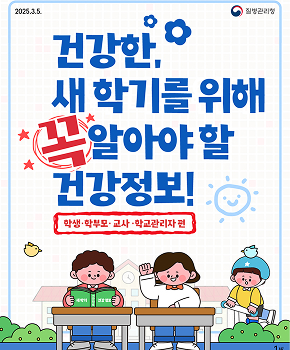 2025.3.5.
질병관리청
건강한,
새 학기를 위해
꼭 알아야 할
건강정보!
학생·학부모·교사·학교관리자 편